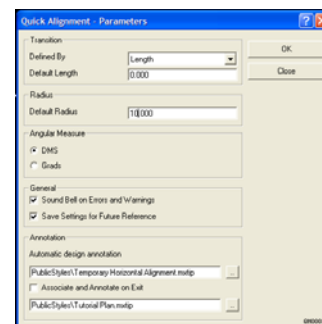 Quick Alignment - Parameters
Transition
Defined By
Length
Default Length
0.000
OK
Close
Radius
Default Radius
10.000
Angular Measure
DMS
Grads
General
Sound Bell on Errors and Warnings
Save Settings for Future Reference
Annotation
Automatic design annotation
PublicStyles\Temporary Horizontal Alignment.mxtip
...
Associate and Annotate on Exit
PublicStyles\Tutorial Plan.mxtip
...